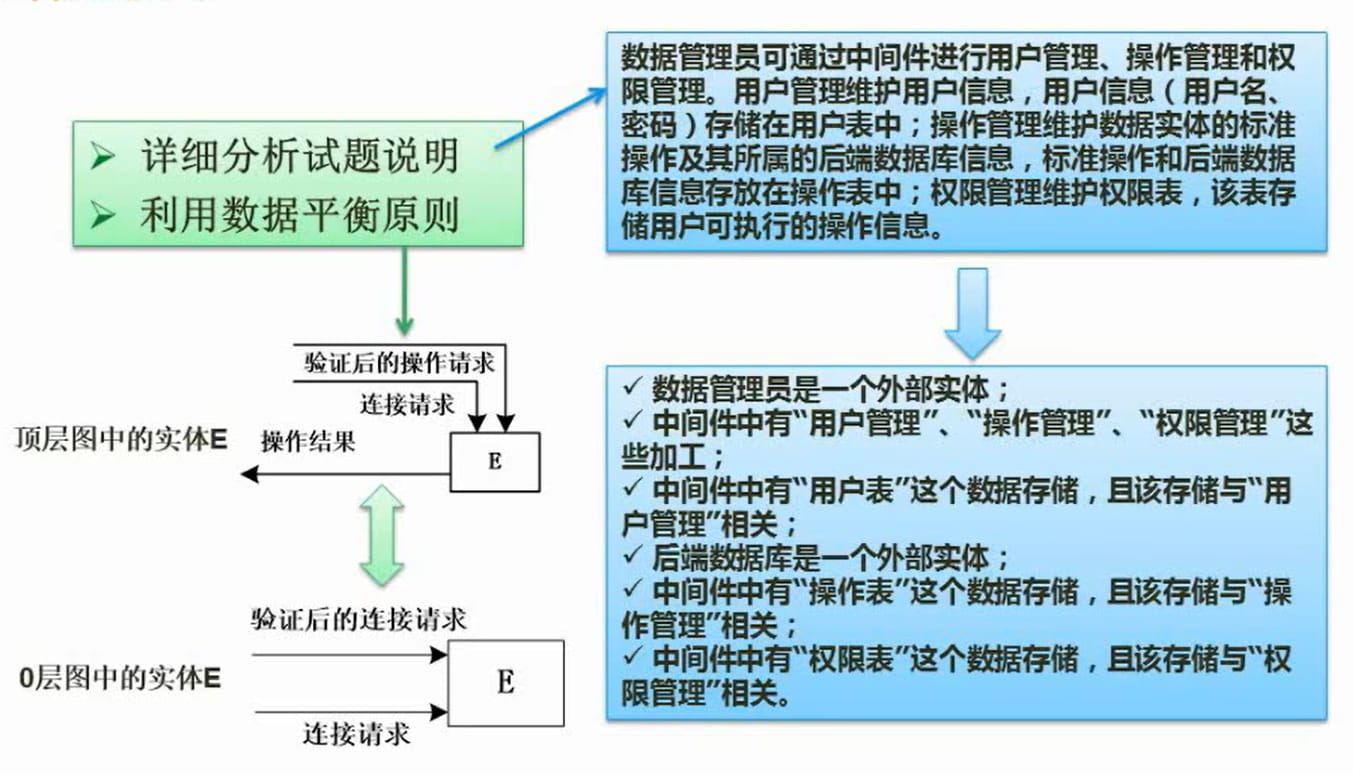 详细分析试题说明
利用数据平衡原则
数据管理员可通过中间件进行用户管理、操作管理和权
限管理。用户管理维护用户信息，用户信息（用户名、
密码）存储在用户表中；操作管理维护数据实体的标准
操作及其所属的后端数据库信息，标准操作和后端数据
库信息存放在操作表中；权限管理维护权限表，该表存
储用户可执行的操作信息。
验证后的操作请求
连接请求
顶层图中的实体E
操作结果
E
验证后的连接请求
0层图中的实体E
E
连接请求
✓ 数据管理员是一个外部实体；
✓ 中间件中有“用户管理”、“操作管理”、“权限管理”这
些加工；
✓ 中间件中有“用户表”这个数据存储，且该存储与“用
户管理”相关；
✓ 后端数据库是一个外部实体；
✓ 中间件中有“操作表”这个数据存储，且该存储与“操
作管理”相关；
✓ 中间件中有“权限表”这个数据存储，且该存储与“权
限管理”相关。